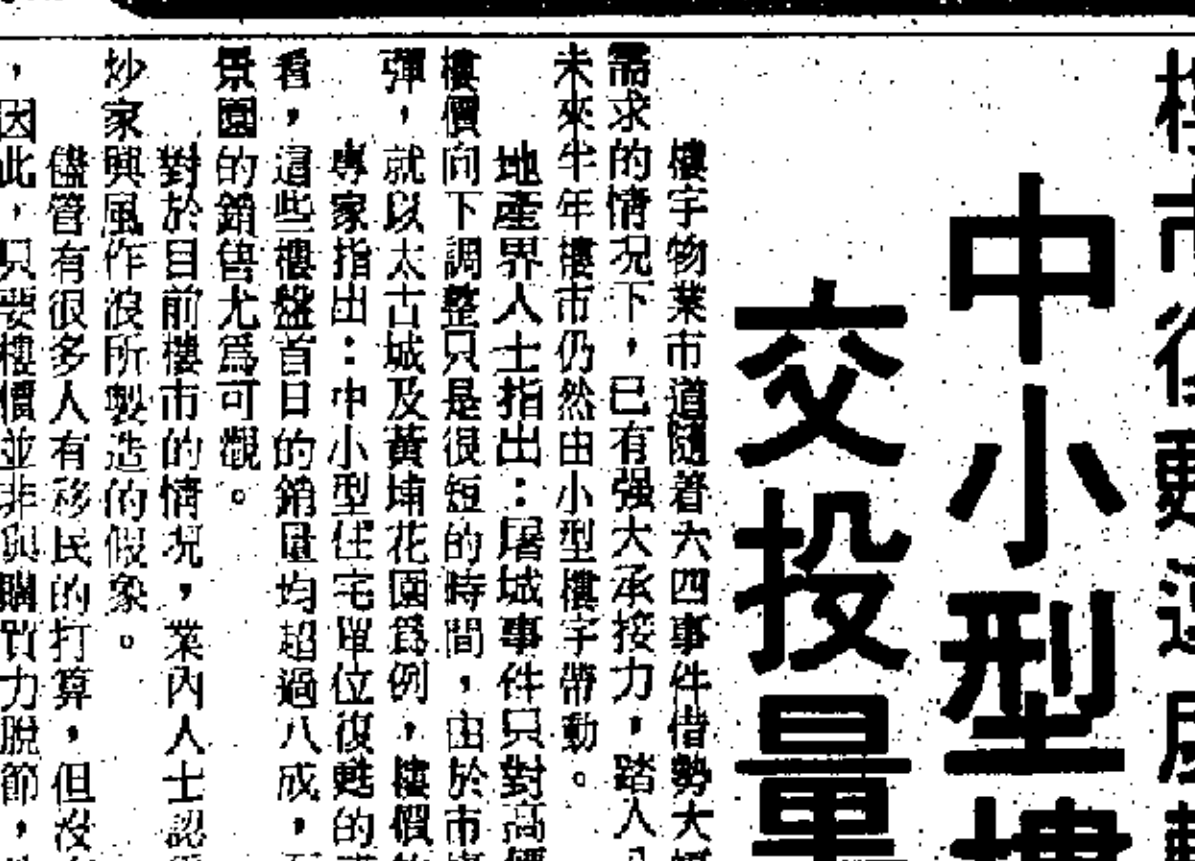 中小型樓
交投量
樓宇物業市道隨着六四事件借勢大
需求的情况下，已有强大承接力，踏入八
未來半年樓市仍然由小型樓宇帶動。
地產界人士指出：屠城事件只對高
樓價向下調整只是很短的時間，由於市
彈，就以太古城及黃埔花園爲例，樓價
專家指出：中小型住宅單位復甦的
看，這些樓盤首日的銷量均超過八成，
景園的銷售尤爲可觀。
對於目前樓市的情況，業內人士認
炒家興風作浪所製造的假象。
儘管有很多人有移民的打算，但沒
，因此，只要樓價並非與購買力脫節，